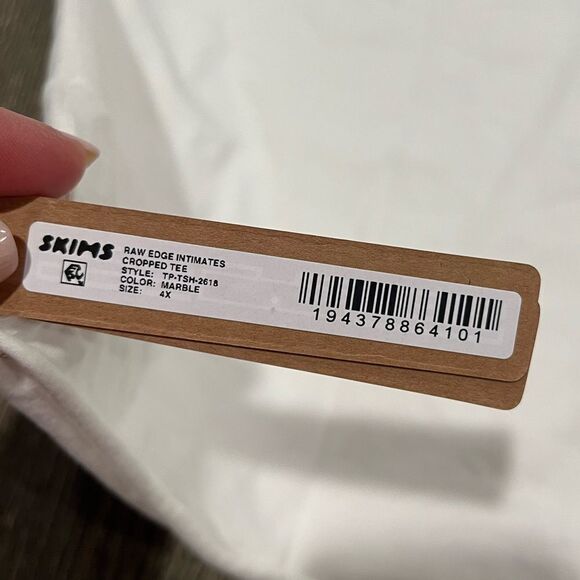 SKIMS
RAW EDGE INTIMATES
CROPPED TEE
STYLE: TP-TSH-2618
COLOR: MARBLE
SIZE: 4X
194378864101